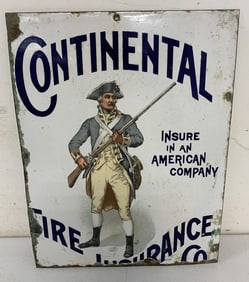 CONTINENTAL
INSURE
IN AN
AMERICAN
COMPANY
FIRE INSURANCE CO